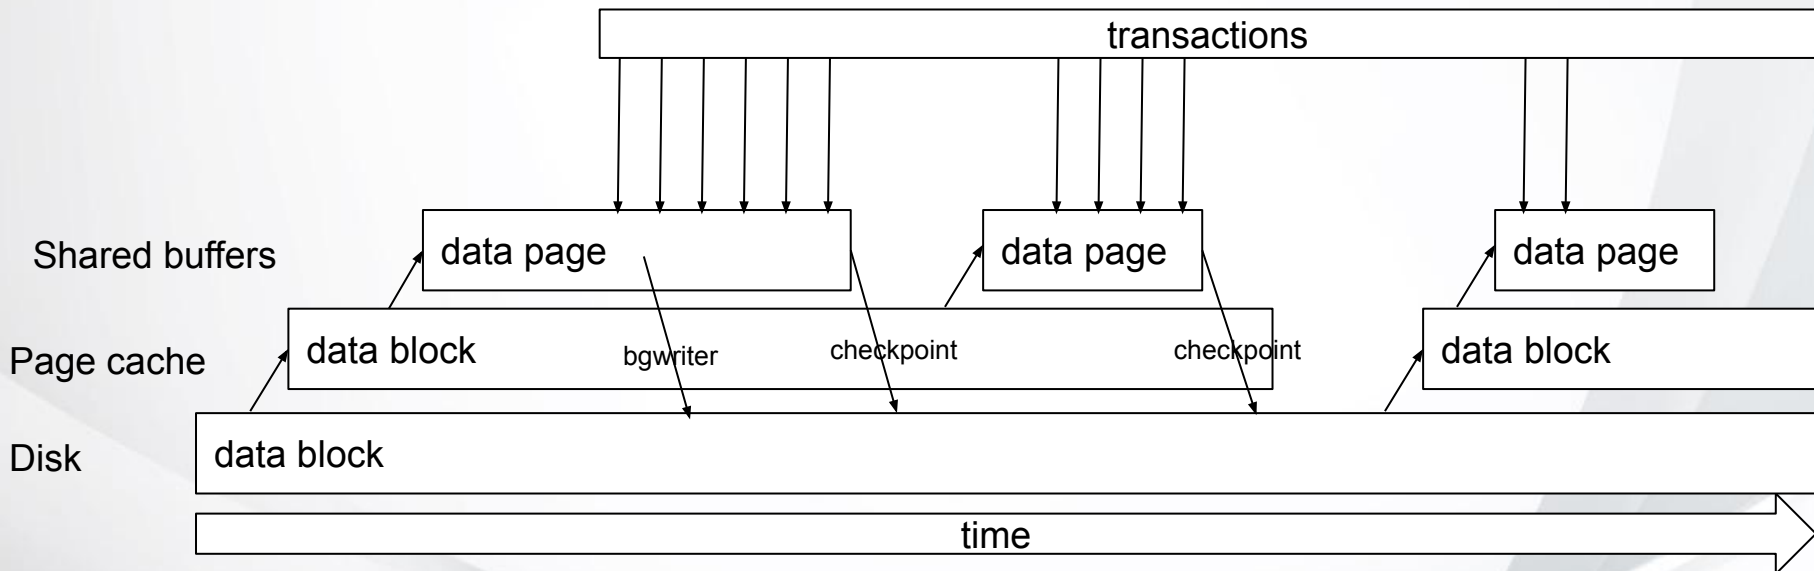 transactions
Shared buffers
data page
data page
data page
Page cache
data block
bgwriter
checkpoint
checkpoint
data block
Disk
data block
time